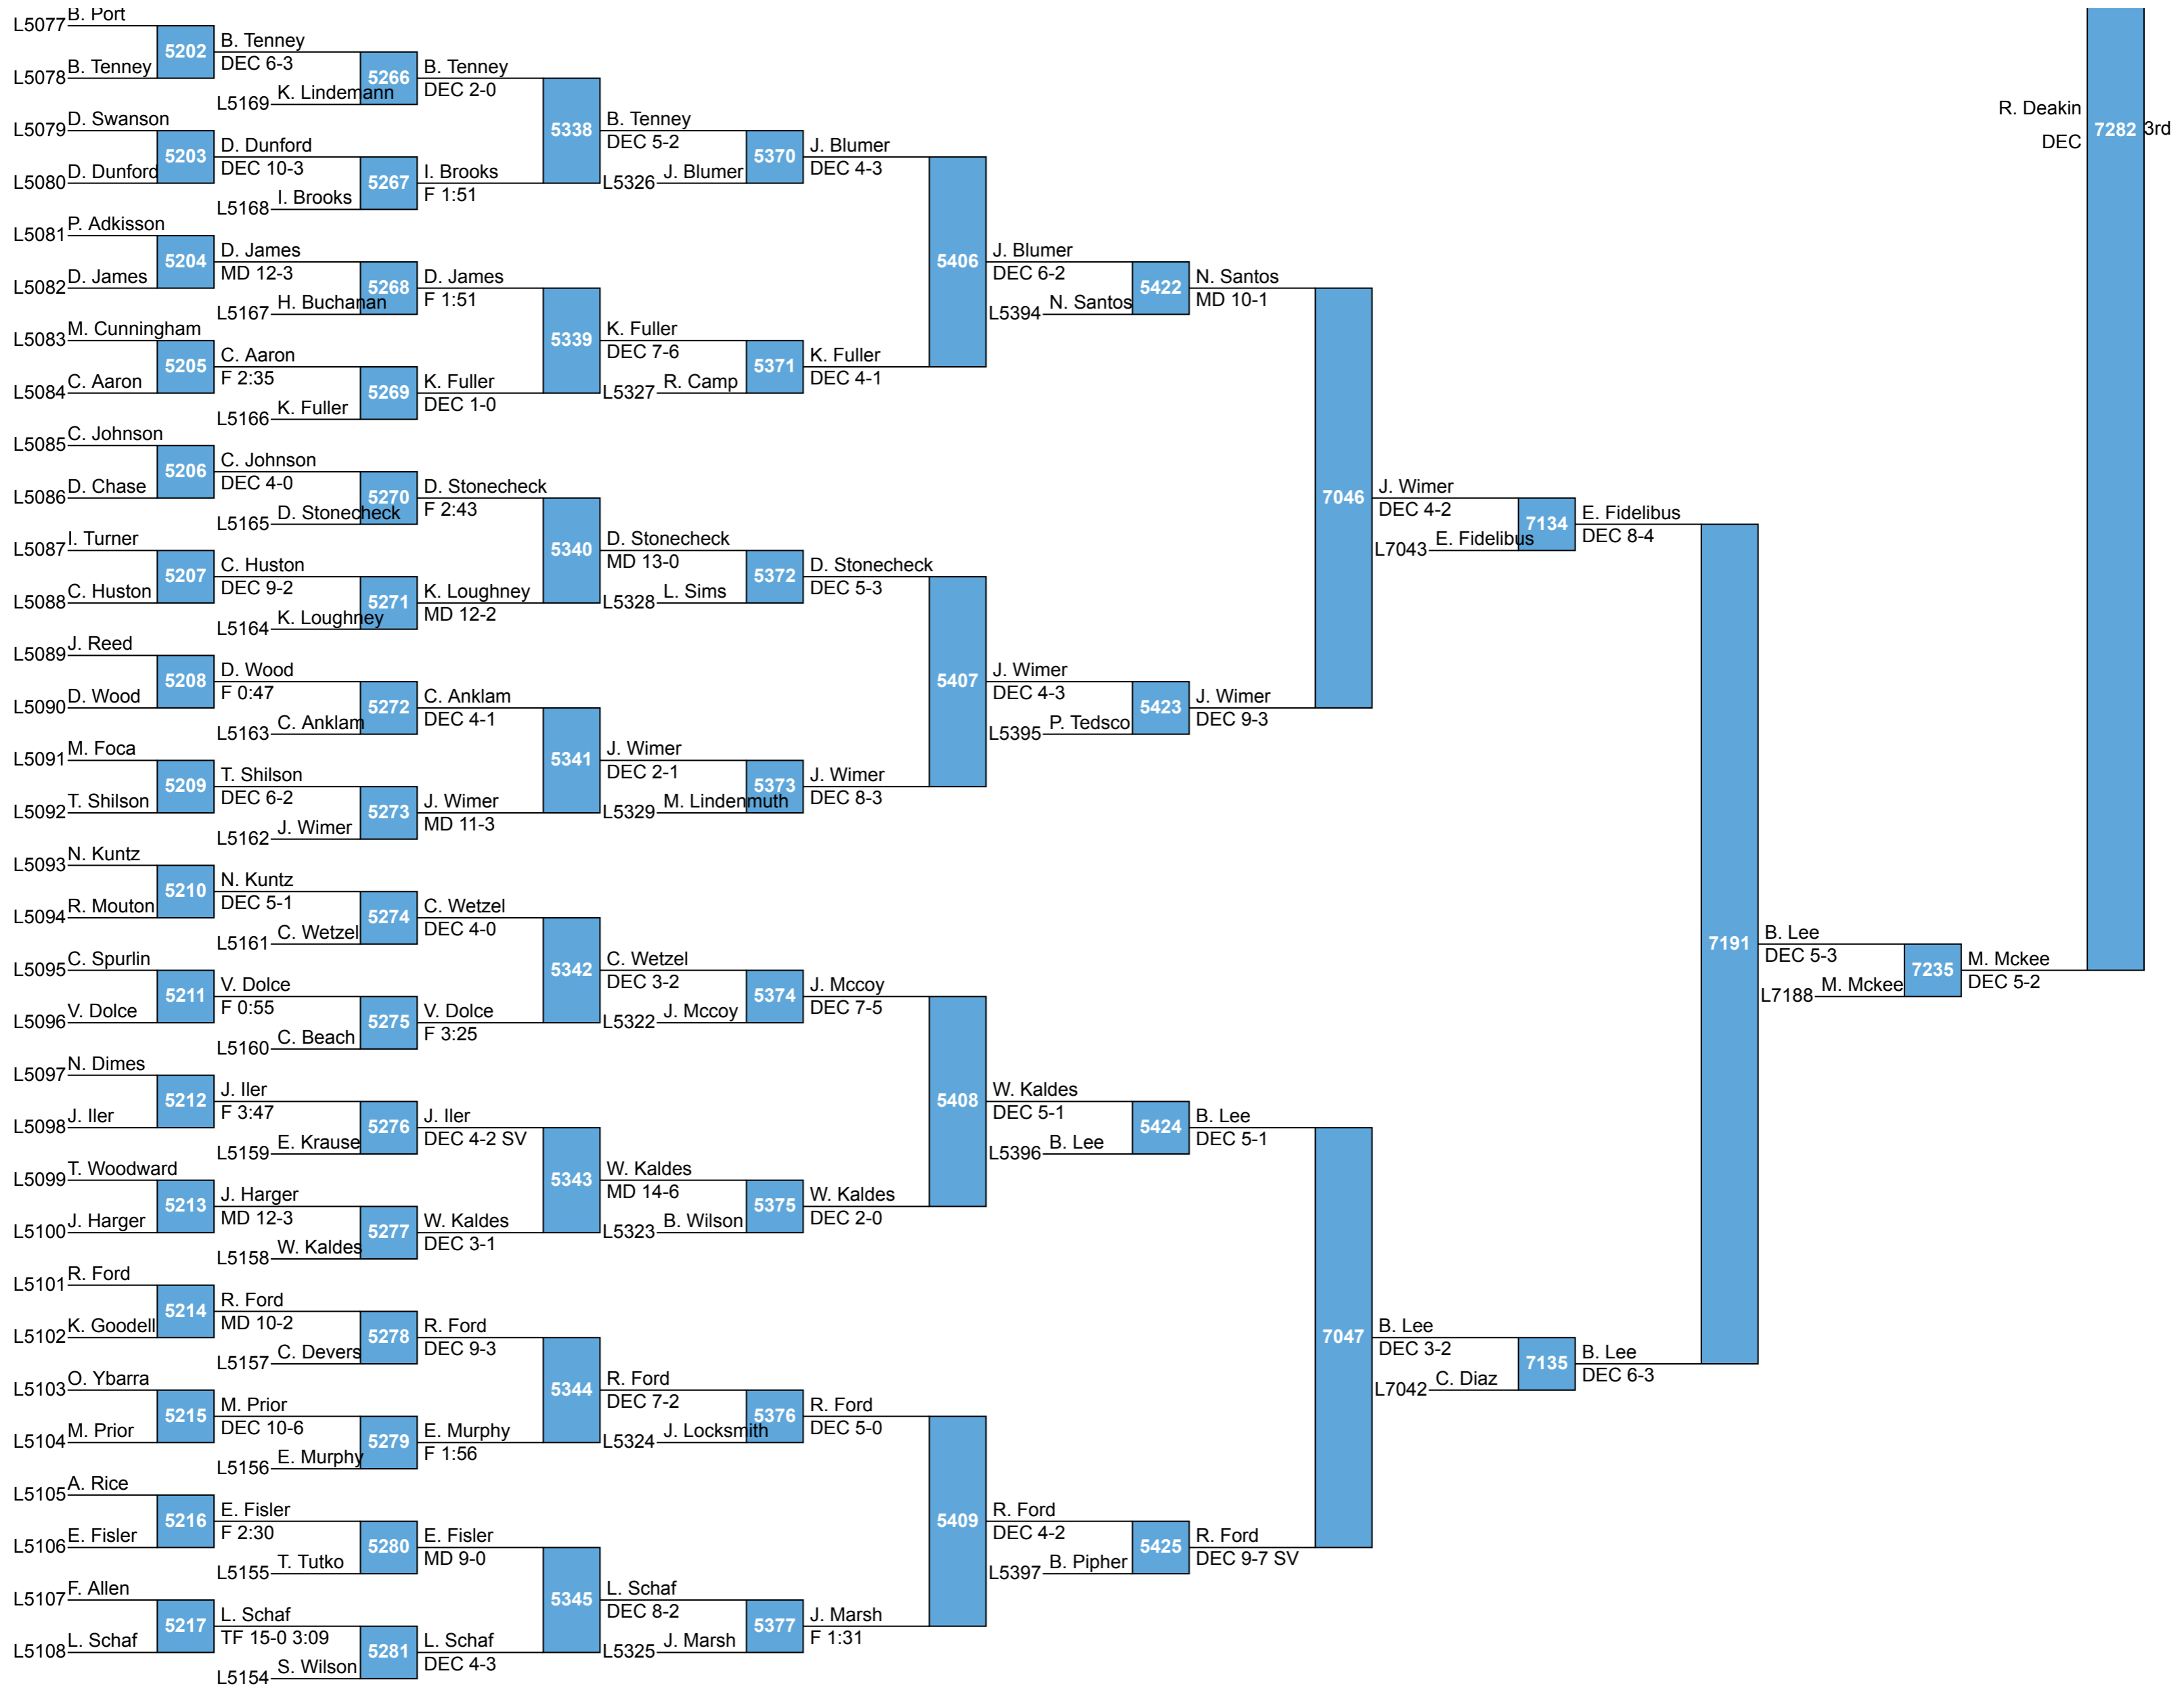 B. Port
L5077
5202
B. Tenney
DEC 6-3
L5078
B. Tenney
5266
B. Tenney
DEC 2-0
L5169
K. Lindemann
5338
B. Tenney
DEC 5-2
L5079
D. Swanson
5203
D. Dunford
DEC 10-3
L5080
D. Dunford
5267
I. Brooks
F 1:51
L5168
I. Brooks
L5326
J. Blumer
5370
J. Blumer
DEC 4-3
R. Deakin
DEC
7282
3rd
L5081
P. Adkisson
5204
D. James
MD 12-3
L5082
D. James
5268
D. James
F 1:51
L5167
H. Buchanan
5406
J. Blumer
DEC 6-2
L5394
N. Santos
5422
N. Santos
MD 10-1
L5083
M. Cunningham
5205
C. Aaron
F 2:35
L5084
C. Aaron
5269
K. Fuller
DEC 1-0
L5166
K. Fuller
5339
K. Fuller
DEC 7-6
L5327
R. Camp
5371
K. Fuller
DEC 4-1
L5085
C. Johnson
5206
C. Johnson
DEC 4-0
L5086
D. Chase
5270
D. Stonecheck
F 2:43
L5165
D. Stonecheck
7046
J. Wimer
DEC 4-2
L7043
E. Fidelibus
7134
E. Fidelibus
DEC 8-4
L5087
I. Turner
5207
C. Huston
DEC 9-2
L5088
C. Huston
5271
K. Loughney
MD 12-2
L5164
K. Loughney
5340
D. Stonecheck
MD 13-0
L5328
L. Sims
5372
D. Stonecheck
DEC 5-3
L5089
J. Reed
5208
D. Wood
F 0:47
L5090
D. Wood
5272
C. Anklam
DEC 4-1
L5163
C. Anklam
5407
J. Wimer
DEC 4-3
L5395
P. Tedsco
5423
J. Wimer
DEC 9-3
L5091
M. Foca
5209
T. Shilson
DEC 6-2
L5092
T. Shilson
5273
J. Wimer
MD 11-3
L5162
J. Wimer
5341
J. Wimer
DEC 2-1
L5329
M. Lindenmuth
5373
J. Wimer
DEC 8-3
L5093
N. Kuntz
5210
N. Kuntz
DEC 5-1
L5094
R. Mouton
5274
C. Wetzel
DEC 4-0
L5161
C. Wetzel
7191
B. Lee
DEC 5-3
L7188
M. Mckee
7235
M. Mckee
DEC 5-2
L5095
C. Spurlin
5211
V. Dolce
F 0:55
L5096
V. Dolce
5275
V. Dolce
F 3:25
L5160
C. Beach
5342
C. Wetzel
DEC 3-2
L5322
J. Mccoy
5374
J. Mccoy
DEC 7-5
L5097
N. Dimes
5212
J. Iler
F 3:47
L5098
J. Iler
5276
J. Iler
DEC 4-2 SV
L5159
E. Krause
5408
W. Kaldes
DEC 5-1
L5396
B. Lee
5424
B. Lee
DEC 5-1
L5099
T. Woodward
5213
J. Harger
MD 12-3
L5100
J. Harger
5277
W. Kaldes
DEC 3-1
L5158
W. Kaldes
5343
W. Kaldes
MD 14-6
L5323
B. Wilson
5375
W. Kaldes
DEC 2-0
L5101
R. Ford
5214
R. Ford
MD 10-2
L5102
K. Goodell
5278
R. Ford
DEC 9-3
L5157
C. Devers
7047
B. Lee
DEC 3-2
L7042
C. Diaz
7135
B. Lee
DEC 6-3
L5103
O. Ybarra
5215
M. Prior
DEC 10-6
L5104
M. Prior
5279
E. Murphy
F 1:56
L5156
E. Murphy
5344
R. Ford
DEC 7-2
L5324
J. Locksmith
5376
R. Ford
DEC 5-0
L5105
A. Rice
5216
E. Fisler
F 2:30
L5106
E. Fisler
5280
E. Fisler
MD 9-0
L5155
T. Tutko
5409
R. Ford
DEC 4-2
L5397
B. Pipher
5425
R. Ford
DEC 9-7 SV
L5107
F. Allen
5217
L. Schaf
TF 15-0 3:09
L5108
L. Schaf
5281
L. Schaf
DEC 4-3
L5154
S. Wilson
5345
L. Schaf
DEC 8-2
L5325
J. Marsh
5377
J. Marsh
F 1:31